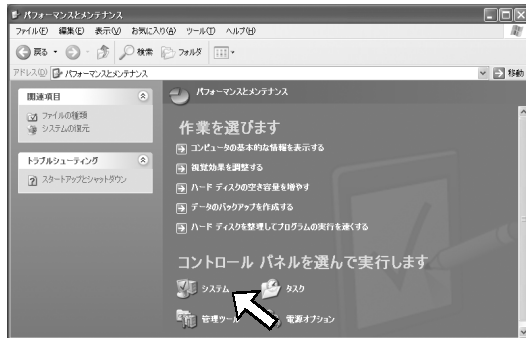 パフォーマンスとメンテナンス
ファイル(F) 編集(E) 表示(V) お気に入り(A) ツール(T) ヘルプ(H)
戻る 検索 フォルダ
アドレス(D) パフォーマンスとメンテナンス 移動
関連項目
ファイルの種類
システムの復元
トラブルシューティング
スタートアップとシャットダウン
パフォーマンスとメンテナンス
作業を選びます
コンピュータの基本的な情報を表示する
視覚効果を調整する
ハード ディスクの空き容量を増やす
データのバックアップを作成する
ハード ディスクを整理してプログラムの実行を速くする
コントロール パネルを選んで実行します
システム タスク
管理ツール 電源オプション